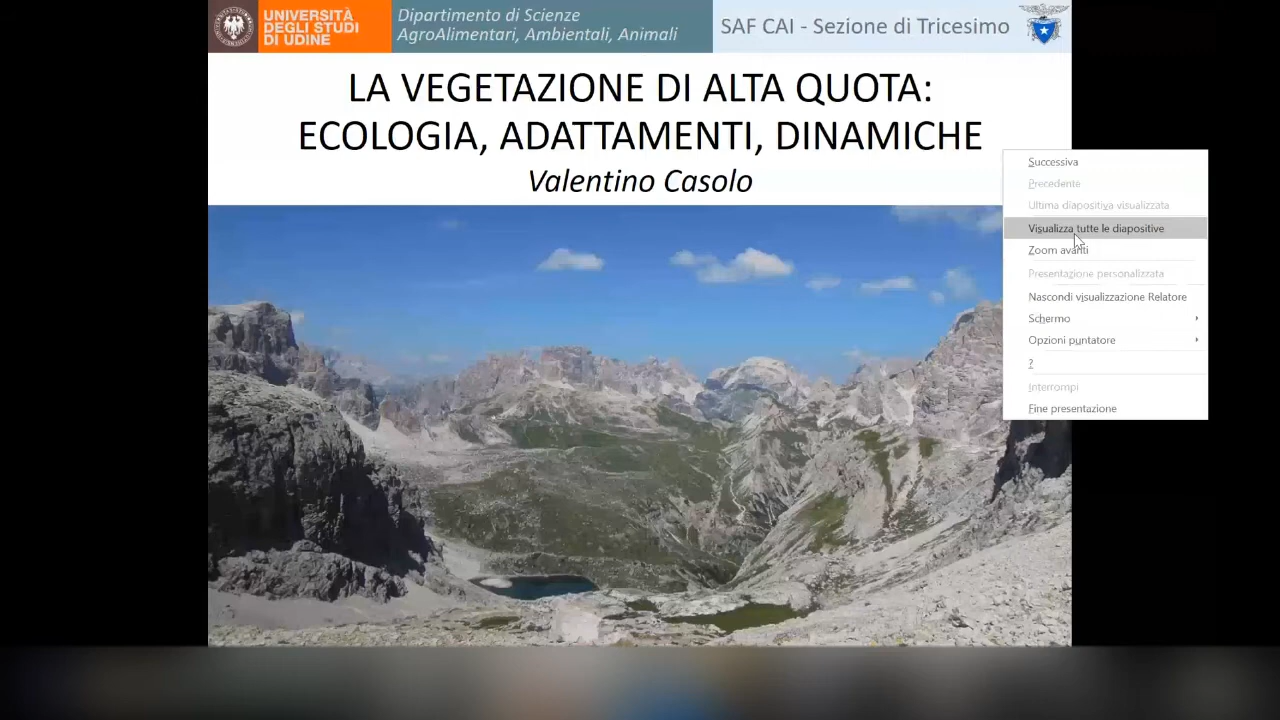 UNIVERSITÀ
DEGLI STUDI
DI UDINE
Dipartimento di Scienze
AgroAlimentari, Ambientali, Animali
SAF CAI - Sezione di Tricesimo
LA VEGETAZIONE DI ALTA QUOTA:
ECOLOGIA, ADATTAMENTI, DINAMICHE
Valentino Casolo
Successiva
Precedente
Ultima diapositiva visualizzata
Visualizza tutte le diapositive
Zoom avanti
Presentazione personalizzata
Nascondi visualizzazione Relatore
Schermo
Opzioni puntatore
?
Interrompi
Fine presentazione